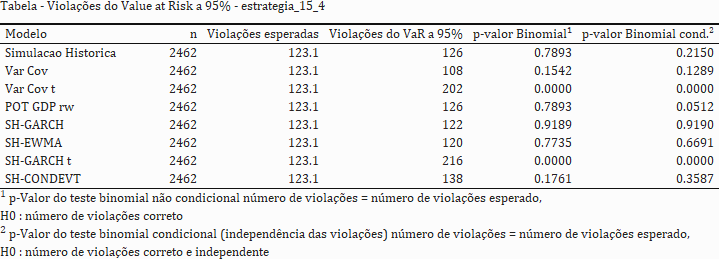 Tabela - Violações do Value at Risk a 95% - estrategia_15_4
Modelo n Violações esperadas Violações do VaR a 95% p-valor Binomial¹ p-valor Binomial cond.²
Simulacao Historica 2462 123.1 126 0.7893 0.2150
Var Cov 2462 123.1 108 0.1542 0.1289
Var Cov t 2462 123.1 202 0.0000 0.0000
POT GDP rw 2462 123.1 126 0.7893 0.0512
SH-GARCH 2462 123.1 122 0.9189 0.9190
SH-EWMA 2462 123.1 120 0.7735 0.6691
SH-GARCH t 2462 123.1 216 0.0000 0.0000
SH-CONDEVT 2462 123.1 138 0.1761 0.3587
¹ p-Valor do teste binomial não condicional número de violações = número de violações esperado,
H0 : número de violações correto
² p-Valor do teste binomial condicional (independência das violações) número de violações = número de violações esperado,
H0 : número de violações correto e independente